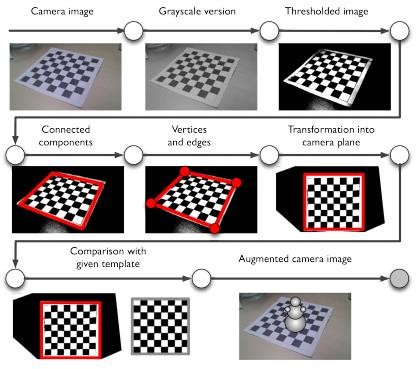 Camera image
Grayscale version
Thresholded image
Connected
components
Vertices
and edges
Transformation into
camera plane
Comparison with
given template
Augmented camera image